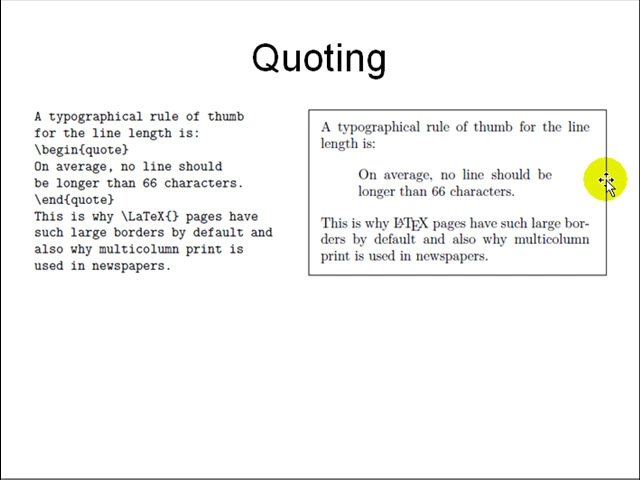 Quoting
A typographical rule of thumb
for the line length is:
\begin{quote}
On average, no line should
be longer than 66 characters.
\end{quote}
This is why \LaTeX{} pages have
such large borders by default and
also why multicolumn print is
used in newspapers.
A typographical rule of thumb for the line
length is:
On average, no line should be
longer than 66 characters.
This is why LATEX pages have such large bor-
ders by default and also why multicolumn
print is used in newspapers.